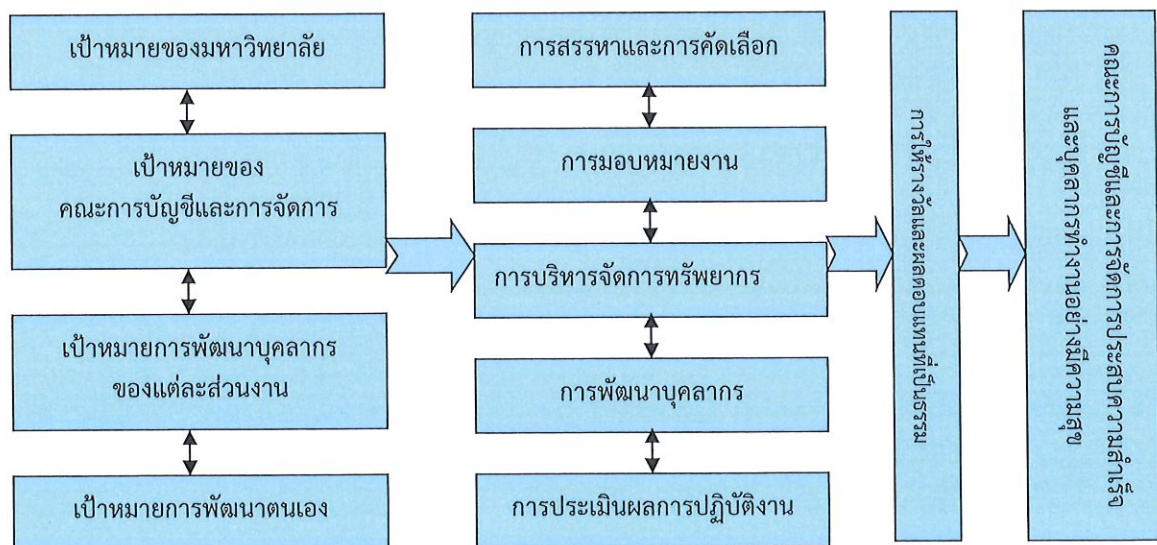 เป้าหมายของมหาวิทยาลัย
เป้าหมายของ
คณะการบัญชีและการจัดการ
เป้าหมายการพัฒนาบุคลากร
ของแต่ละส่วนงาน
เป้าหมายการพัฒนาตนเอง
การสรรหาและการคัดเลือก
การมอบหมายงาน
การบริหารจัดการทรัพยากร
การพัฒนาบุคลากร
การประเมินผลการปฏิบัติงาน
การให้รางวัลและผลตอบแทนที่เป็นธรรม
คณะการบัญชีและการจัดการประสบความสำเร็จ
และบุคลากรทำงานอย่างมีความสุข